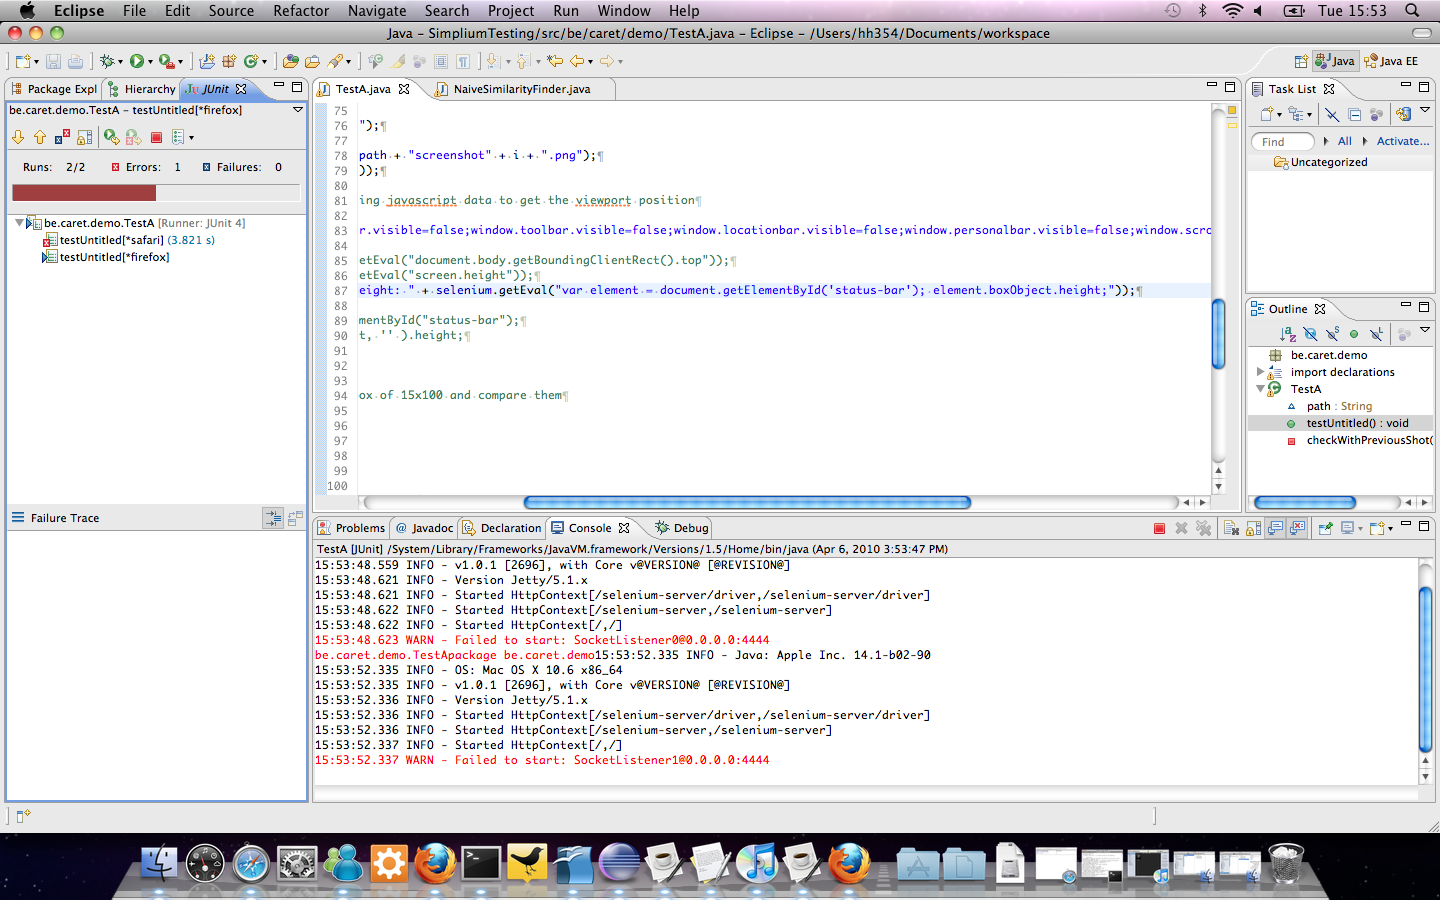 Eclipse File Edit Source Refactor Navigate Search Project Run Window Help Tue 15:53
Java - SimpliumTesting/src/be/caret/demo/TestA.java - Eclipse - /Users/hh354/Documents/workspace
Java Java EE
Package Expl Hierarchy JUnit
be.caret.demo.TestA - testUntitled[*firefox]
Runs: 2/2 Errors: 1 Failures: 0
be.caret.demo.TestA [Runner: JUnit 4]
testUntitled[*safari] (3.821 s)
testUntitled[*firefox]
Failure Trace
TestA.java NaiveSimilarityFinder.java
75
76 ");¶
77
78 path + "screenshot" + i + ".png");¶
79 ));¶
80
81 ing javascript data to get the viewport position¶
82
83 r.visible=false;window.toolbar.visible=false;window.locationbar.visible=false;window.personalbar.visible=false;window.scro
84
85 etEval("document.body.getBoundingClientRect().top"));¶
86 etEval("screen.height"));¶
87 eight: " + selenium.getEval("var element = document.getElementById('status-bar'); element.boxObject.height;"));¶
88
89 mentById("status-bar");¶
90 t, '' ).height;¶
91
92
93
94 ox of 15x100 and compare them¶
95
96
97
98
99
100
Task List
Find All Activate...
Uncategorized
Outline
be.caret.demo
import declarations
TestA
path : String
testUntitled() : void
checkWithPreviousShot(
Problems @ Javadoc Declaration Console Debug
TestA [JUnit] /System/Library/Frameworks/JavaVM.framework/Versions/1.5/Home/bin/java (Apr 6, 2010 3:53:47 PM)
15:53:48.559 INFO - v1.0.1 [2696], with Core v@VERSION@ [@REVISION@]
15:53:48.621 INFO - Version Jetty/5.1.x
15:53:48.621 INFO - Started HttpContext[/selenium-server/driver,/selenium-server/driver]
15:53:48.622 INFO - Started HttpContext[/selenium-server,/selenium-server]
15:53:48.622 INFO - Started HttpContext[/,/]
15:53:48.623 WARN - Failed to start: SocketListener0@0.0.0.0:4444
be.caret.demo.TestApackage be.caret.demo15:53:52.335 INFO - Java: Apple Inc. 14.1-b02-90
15:53:52.335 INFO - OS: Mac OS X 10.6 x86_64
15:53:52.335 INFO - v1.0.1 [2696], with Core v@VERSION@ [@REVISION@]
15:53:52.336 INFO - Version Jetty/5.1.x
15:53:52.336 INFO - Started HttpContext[/selenium-server/driver,/selenium-server/driver]
15:53:52.336 INFO - Started HttpContext[/selenium-server,/selenium-server]
15:53:52.337 INFO - Started HttpContext[/,/]
15:53:52.337 WARN - Failed to start: SocketListener1@0.0.0.0:4444